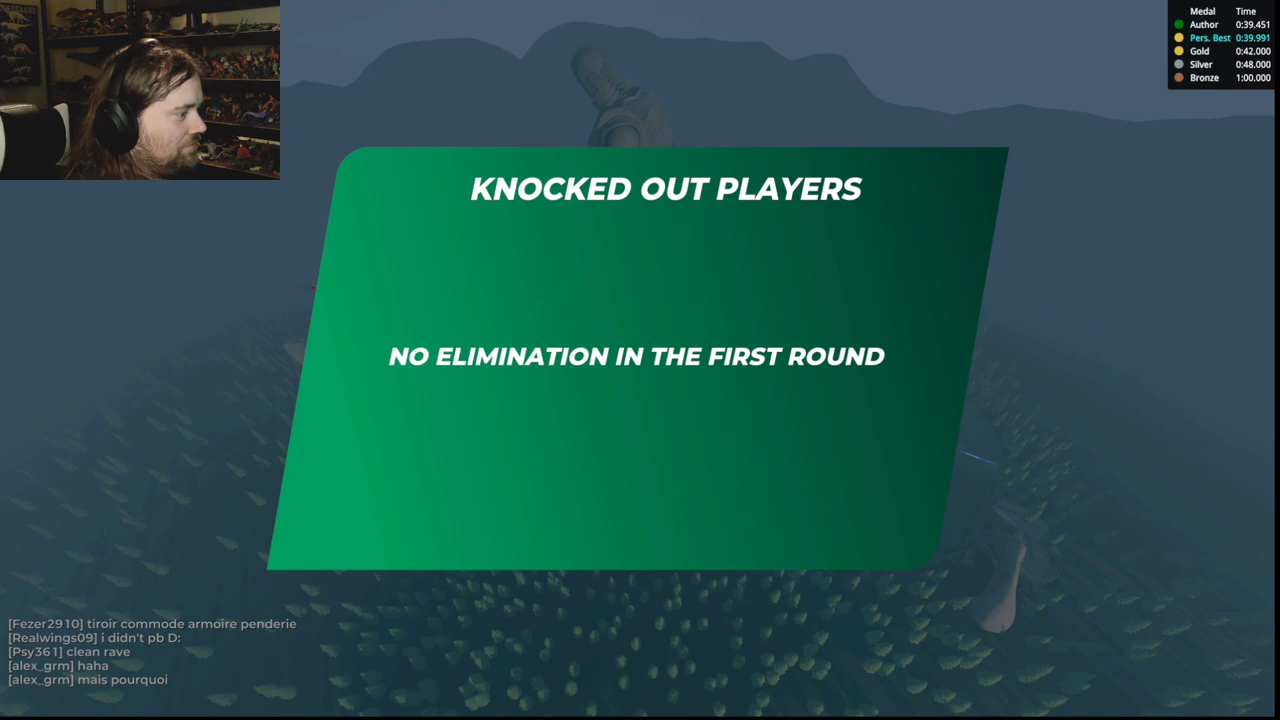 Medal Time
Author 0:39.451
Pers. Best 0:39.991
Gold 0:42.000
Silver 0:48.000
Bronze 1:00.000
KNOCKED OUT PLAYERS
NO ELIMINATION IN THE FIRST ROUND
[Fezer2910] tiroir commode armoire penderie
[Realwings09] i didn't pb D:
[Psy361] clean rave
[alex_grm] haha
[alex_grm] mais pourquoi